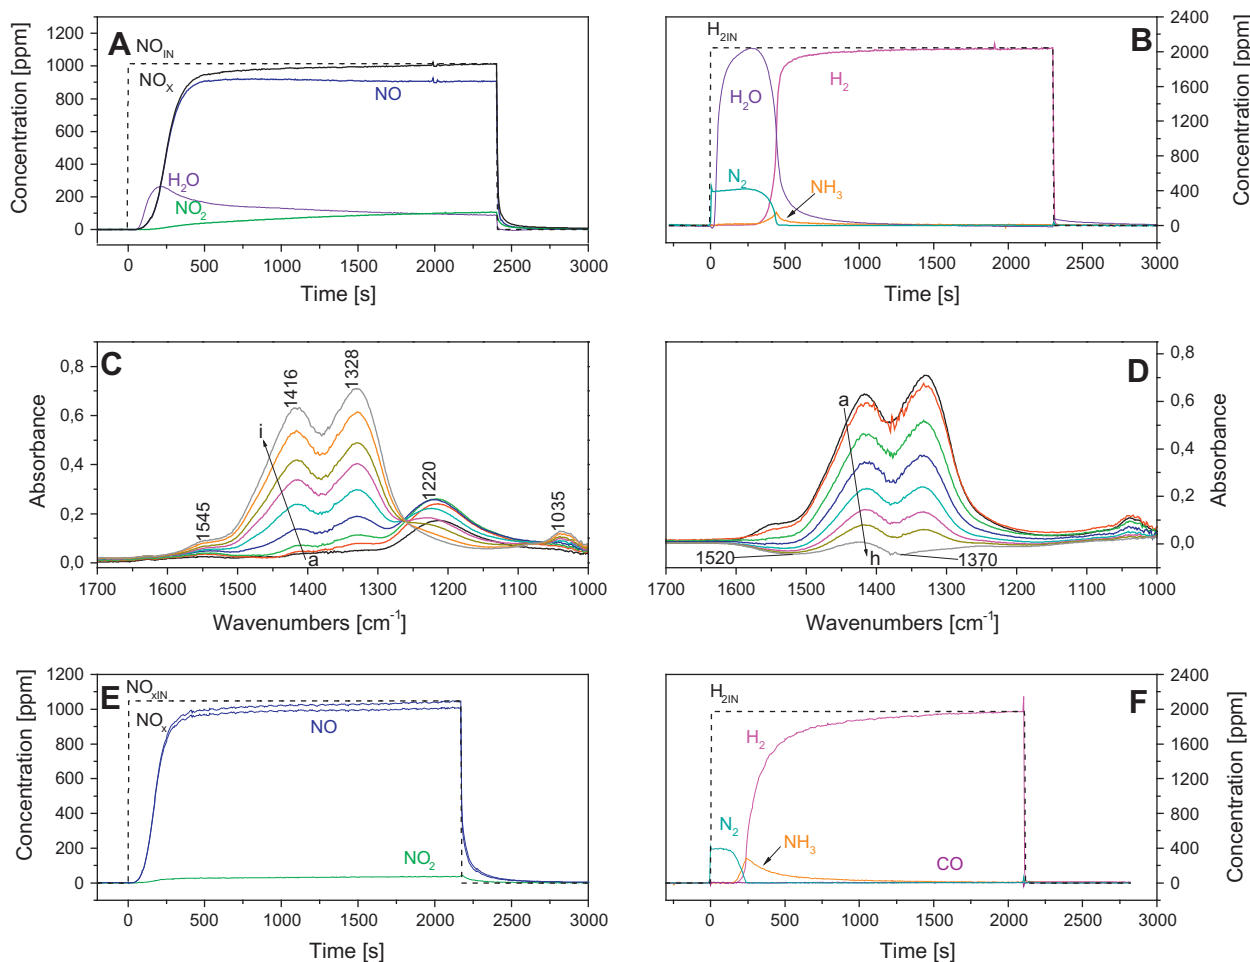 A
NO_IN
NO_X
NO
H₂O
NO₂
Concentration [ppm]
1200
1000
800
600
400
200
0
0 500 1000 1500 2000 2500 3000
Time [s]
B
H_2IN
H₂O
H₂
N₂
NH₃
Concentration [ppm]
2400
2000
1600
1200
800
400
0
0 500 1000 1500 2000 2500 3000
Time [s]
C
1545
1416
1328
1220
1035
i
a
Absorbance
0,8
0,6
0,4
0,2
0,0
1700 1600 1500 1400 1300 1200 1100 1000
Wavenumbers [cm⁻¹]
D
a
h
1520
1370
Absorbance
0,8
0,6
0,4
0,2
0,0
1700 1600 1500 1400 1300 1200 1100 1000
Wavenumbers [cm⁻¹]
E
NO_xIN
NO_x
NO
NO₂
Concentration [ppm]
1200
1000
800
600
400
200
0
0 500 1000 1500 2000 2500 3000
Time [s]
F
H_2IN
H₂
N₂
NH₃
CO
Concentration [ppm]
2400
2000
1600
1200
800
400
0
0 500 1000 1500 2000 2500 3000
Time [s]